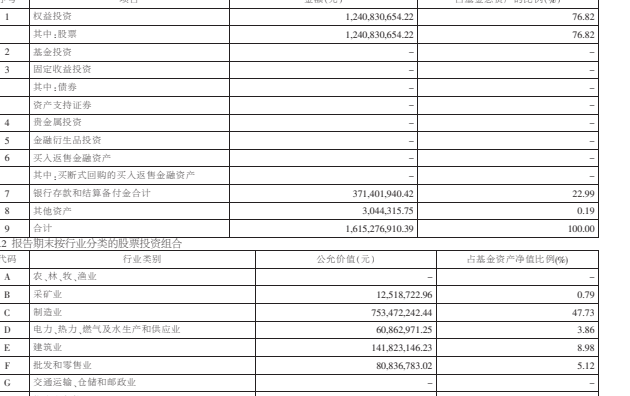 序号 项目 金额(元) 占基金总资产的比例(%)
1 权益投资 1,240,830,654.22 76.82
其中:股票 1,240,830,654.22 76.82
2 基金投资 – –
3 固定收益投资 – –
其中:债券 – –
资产支持证券 – –
4 贵金属投资 – –
5 金融衍生品投资 – –
6 买入返售金融资产 – –
其中:买断式回购的买入返售金融资产 – –
7 银行存款和结算备付金合计 371,401,940.42 22.99
8 其他资产 3,044,315.75 0.19
9 合计 1,615,276,910.39 100.00
.2 报告期末按行业分类的股票投资组合
代码 行业类别 公允价值(元) 占基金资产净值比例(%)
A 农、林、牧、渔业 – –
B 采矿业 12,518,722.96 0.79
C 制造业 753,472,242.44 47.73
D 电力、热力、燃气及水生产和供应业 60,862,971.25 3.86
E 建筑业 141,823,146.23 8.98
F 批发和零售业 80,836,783.02 5.12
G 交通运输、仓储和邮政业 – –